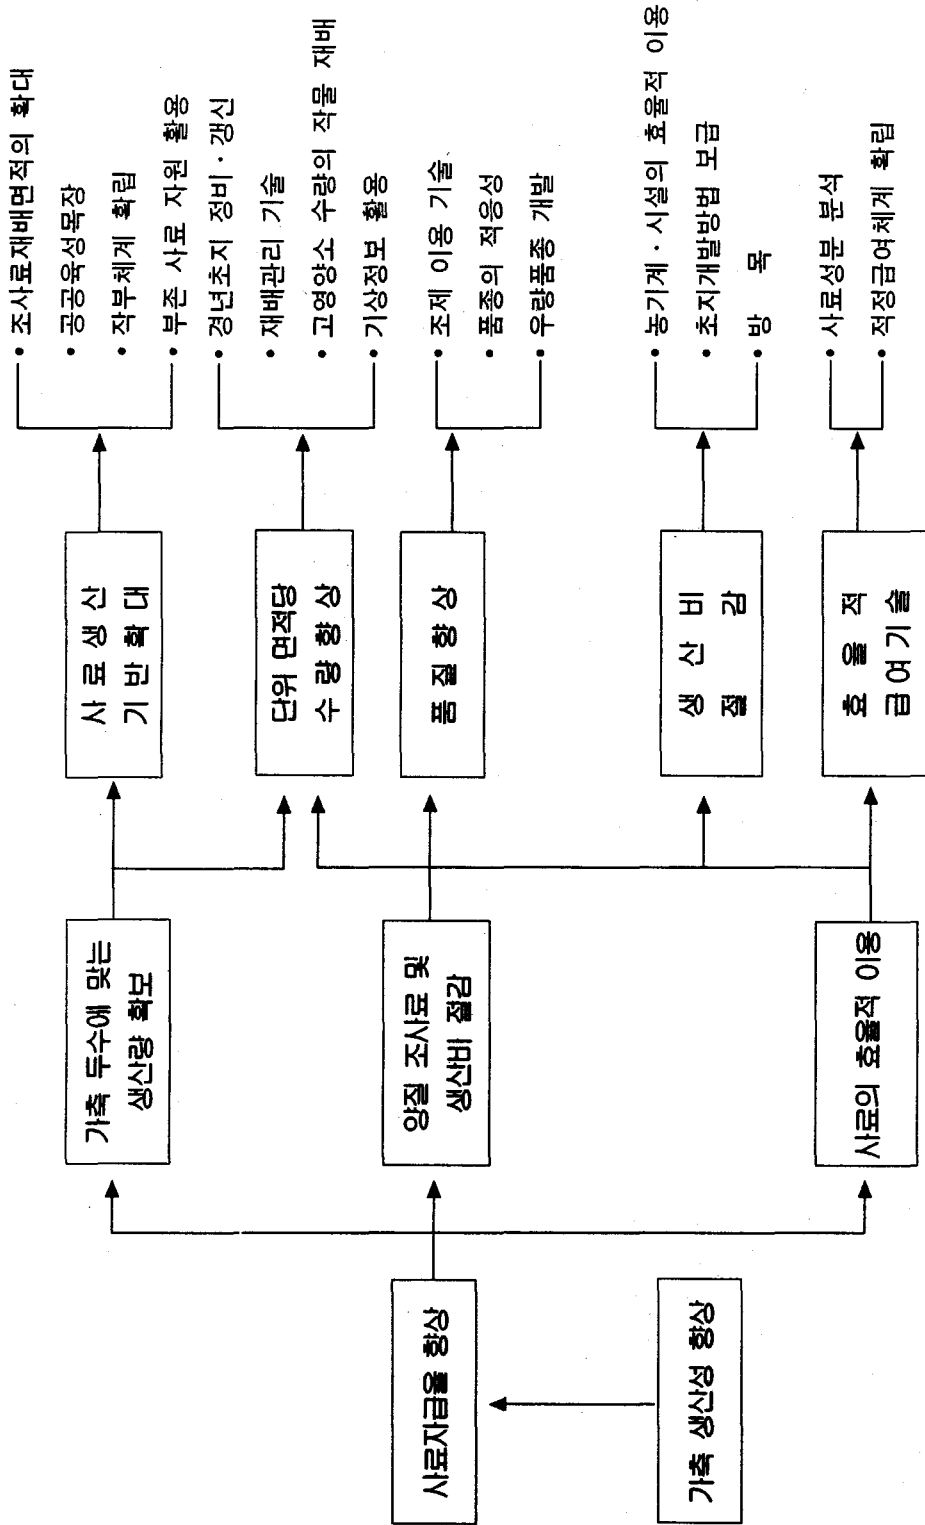 가축 생산성 향상
사료자급율 향상
가축 두수에 맞는
생산량 확보
양질 조사료 및
생산비 절감
사료의 효율적 이용
사 료 생 산
기 반 확 대
단위 면적당
수 량 향 상
품 질 향 상
생 산 비
절 감
효 율 적
급 여 기 술
• 조사료재배면적의 확대
• 공공육성목장
• 작부체계 확립
• 부존 사료 자원 활용
• 경년초지 정비·갱신
• 재배관리 기술
• 고영양소 수량의 작물 재배
• 기상정보 활용
• 조제 이용 기술
• 품종의 적응성
• 우량품종 개발
• 농기계·시설의 효율적 이용
• 초지개발방법 보급
• 방 목
• 사료성분 분석
• 적정급여체계 확립